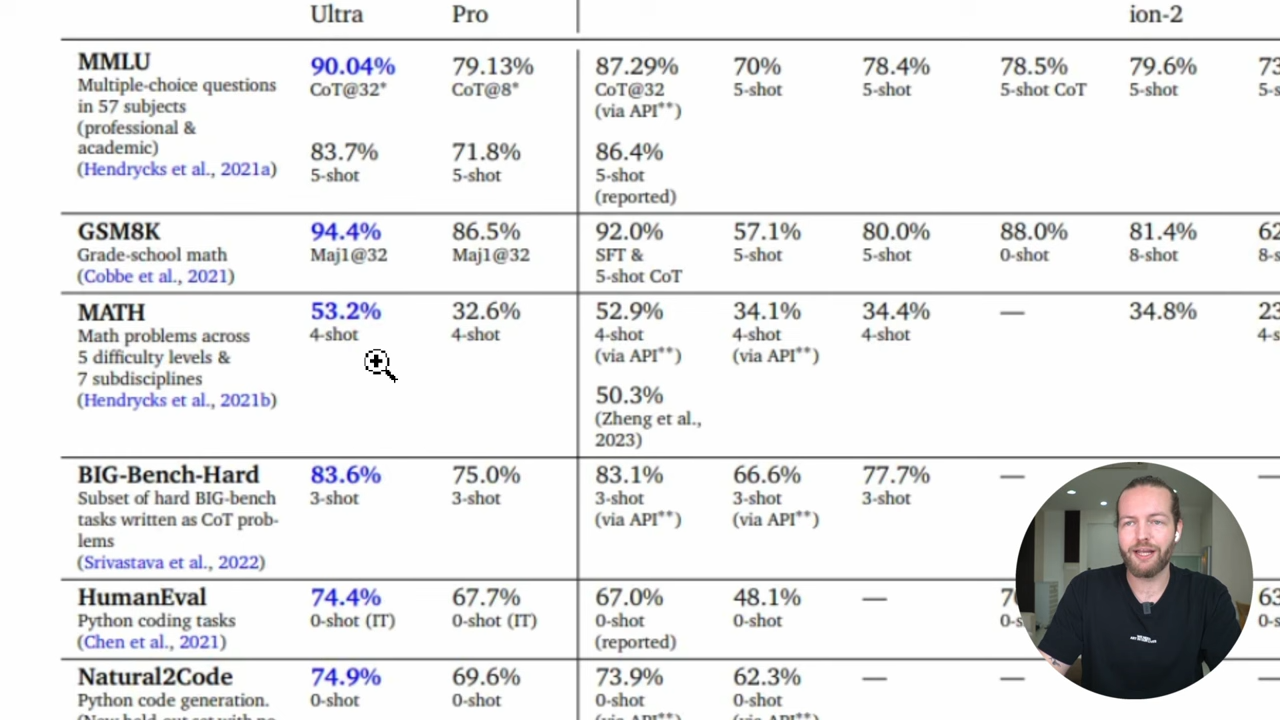 Ultra Pro ion-2
MMLU 90.04% 79.13% 87.29% 70% 78.4% 78.5% 79.6% 73
Multiple-choice questions CoT@32* CoT@8* CoT@32 5-shot 5-shot 5-shot CoT 5-shot 5-s
in 57 subjects (via API**)
(professional &
academic) 83.7% 71.8% 86.4%
(Hendrycks et al., 2021a) 5-shot 5-shot 5-shot
(reported)
GSM8K 94.4% 86.5% 92.0% 57.1% 80.0% 88.0% 81.4% 62
Grade-school math Maj1@32 Maj1@32 SFT & 5-shot 5-shot 0-shot 8-shot 8-s
(Cobbe et al., 2021) 5-shot CoT
MATH 53.2% 32.6% 52.9% 34.1% 34.4% — 34.8% 23
Math problems across 4-shot 4-shot 4-shot 4-shot 4-shot 4-s
5 difficulty levels & (via API**) (via API**)
7 subdisciplines
(Hendrycks et al., 2021b) 50.3%
(Zheng et al.,
2023)
BIG-Bench-Hard 83.6% 75.0% 83.1% 66.6% 77.7% — — —
Subset of hard BIG-bench 3-shot 3-shot 3-shot 3-shot 3-shot
tasks written as CoT prob- (via API**) (via API**)
lems
(Srivastava et al., 2022)
HumanEval 74.4% 67.7% 67.0% 48.1% — 70 63
Python coding tasks 0-shot (IT) 0-shot (IT) 0-shot 0-shot 0-s 0-s
(Chen et al., 2021) (reported)
Natural2Code 74.9% 69.6% 73.9% 62.3% — — — —
Python code generation. 0-shot 0-shot 0-shot 0-shot